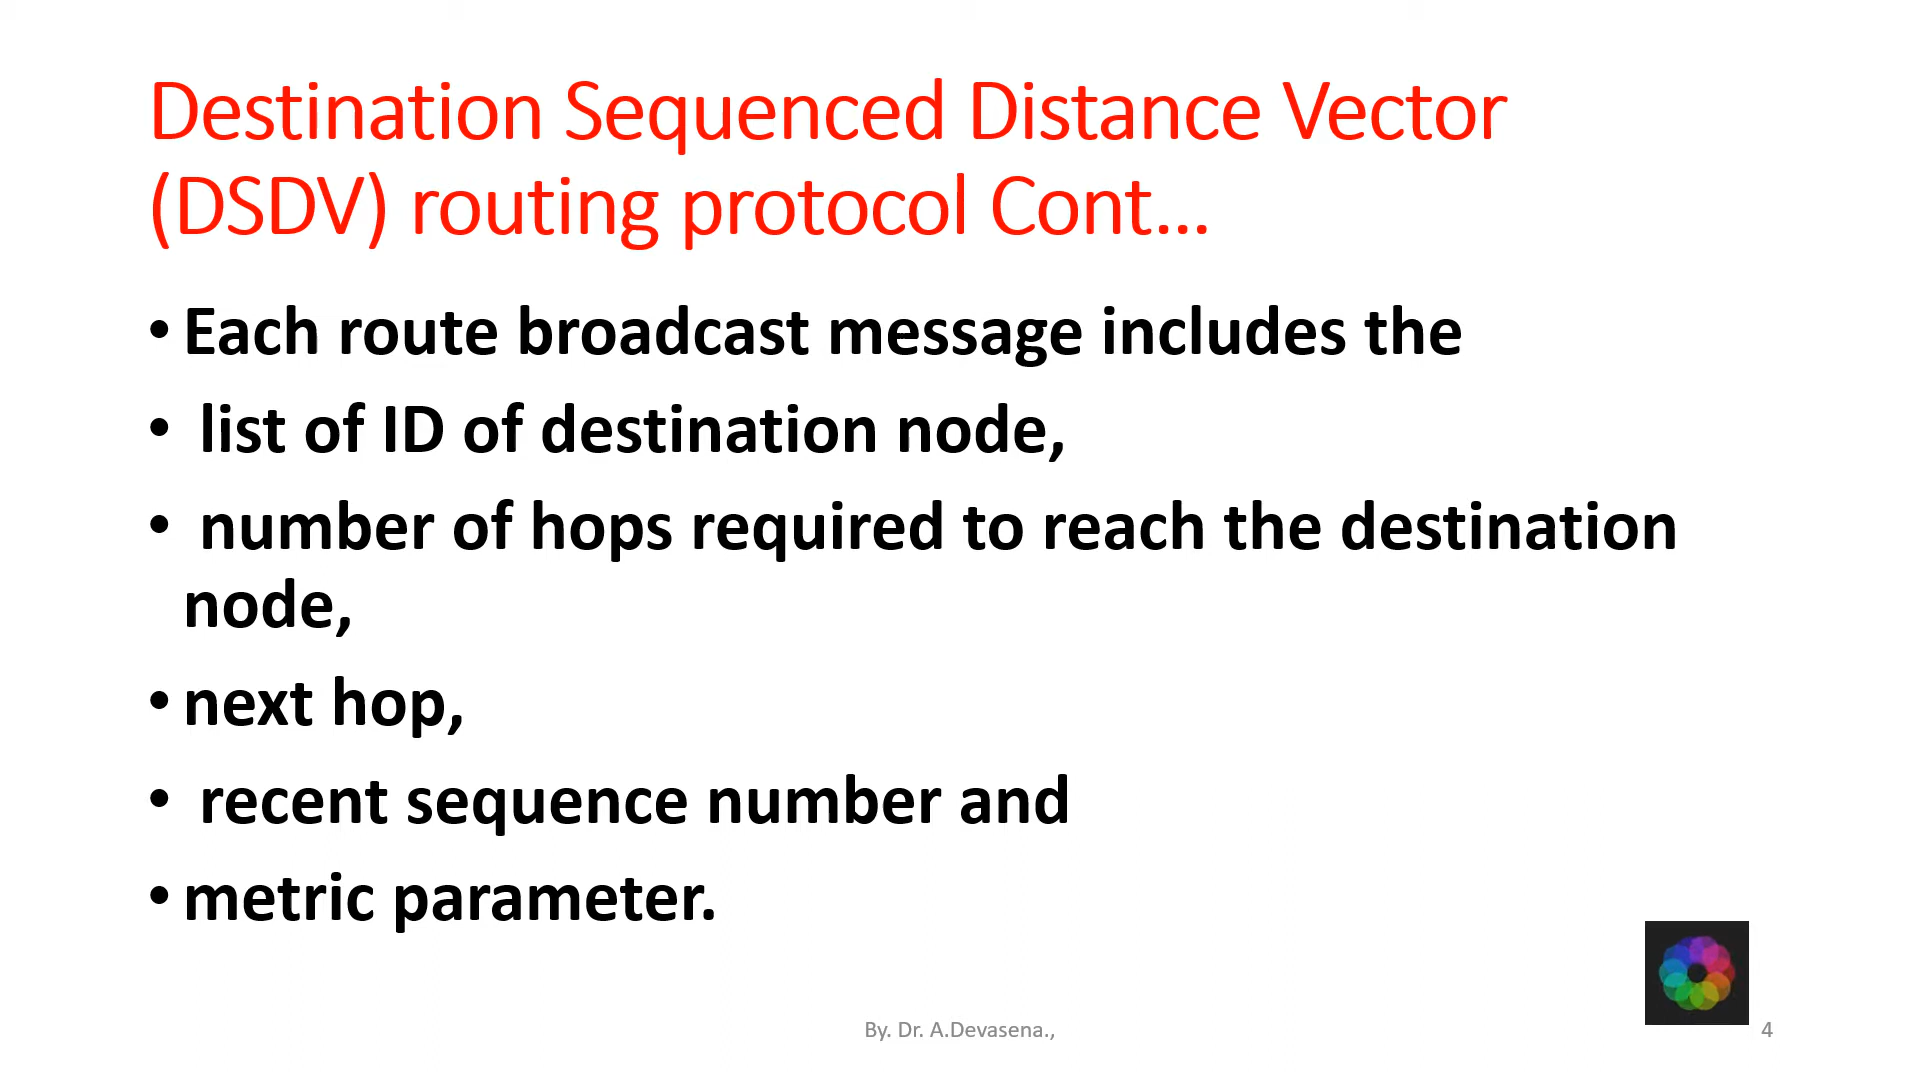 Destination Sequenced Distance Vector
(DSDV) routing protocol Cont...
• Each route broadcast message includes the
• list of ID of destination node,
• number of hops required to reach the destination
node,
• next hop,
• recent sequence number and
• metric parameter.
By. Dr. A.Devasena.,
4